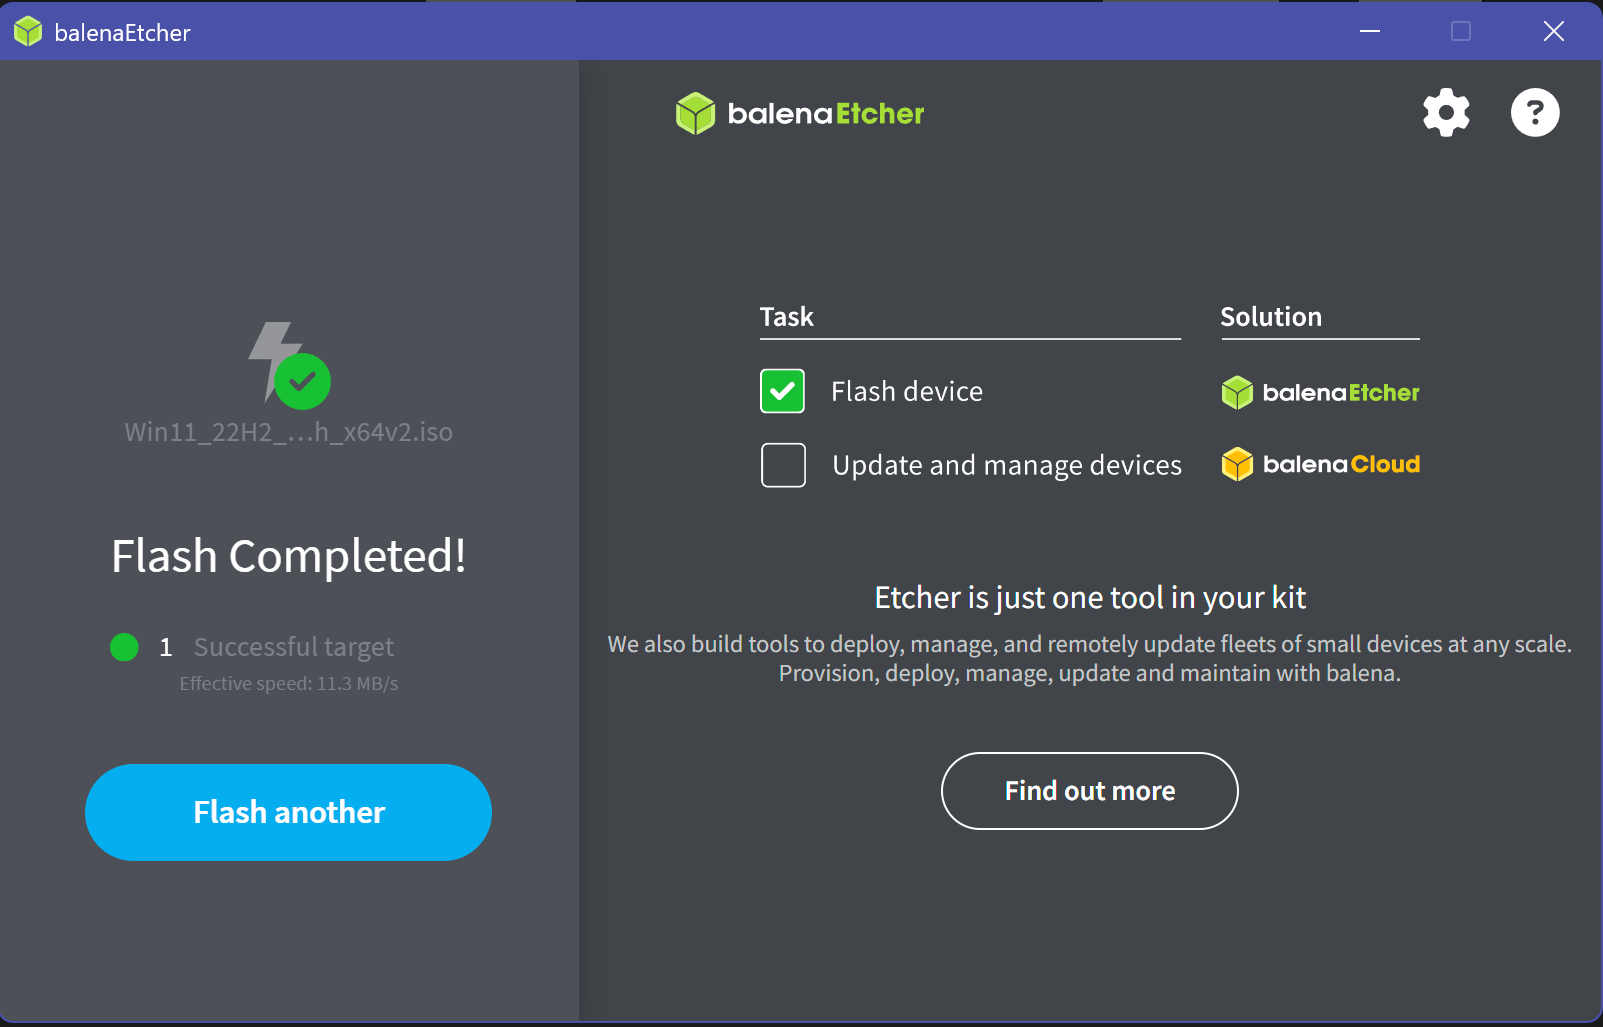 balenaEtcher
balenaEtcher
Win11_22H2_...h_x64v2.iso
Flash Completed!
1 Successful target
Effective speed: 11.3 MB/s
Flash another
Task Solution
Flash device balenaEtcher
Update and manage devices balenaCloud
Etcher is just one tool in your kit
We also build tools to deploy, manage, and remotely update fleets of small devices at any scale.
Provision, deploy, manage, update and maintain with balena.
Find out more